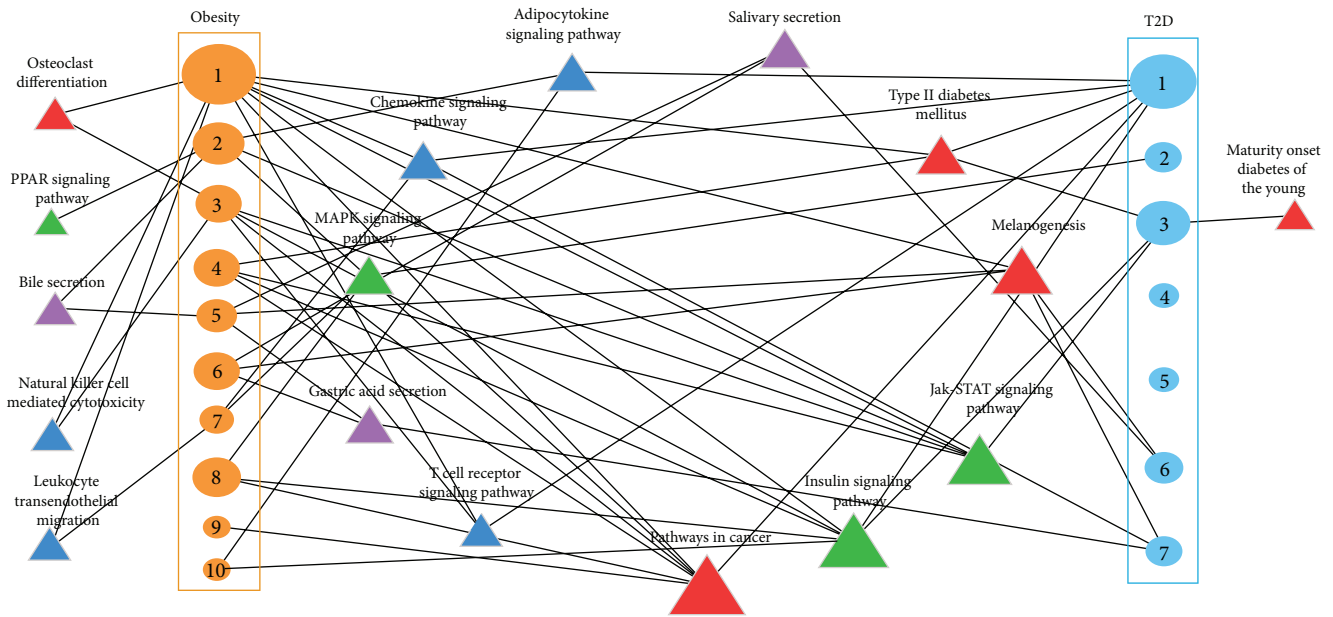 Obesity
Adipocytokine
signaling pathway
Salivary secretion
T2D
Osteoclast
differentiation
Chemokine signaling
pathway
Type II diabetes
mellitus
Maturity onset
diabetes of
the young
PPAR signaling
pathway
MAPK signaling
pathway
Melanogenesis
Bile secretion
Natural killer cell
mediated cytotoxicity
Gastric acid secretion
Jak-STAT signaling
pathway
Leukocyte
transendothelial
migration
T cell receptor
signaling pathway
Insulin signaling
pathway
Pathways in cancer
1
2
3
4
5
6
7
8
9
10
1
2
3
4
5
6
7